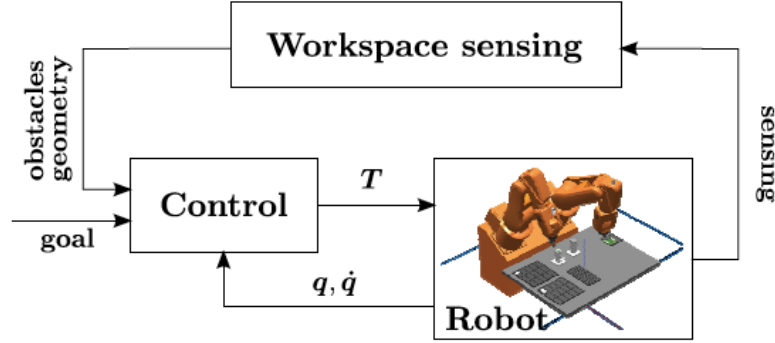 Workspace sensing
obstacles
geometry
sensing
Control
T
goal
q, q̇
Robot